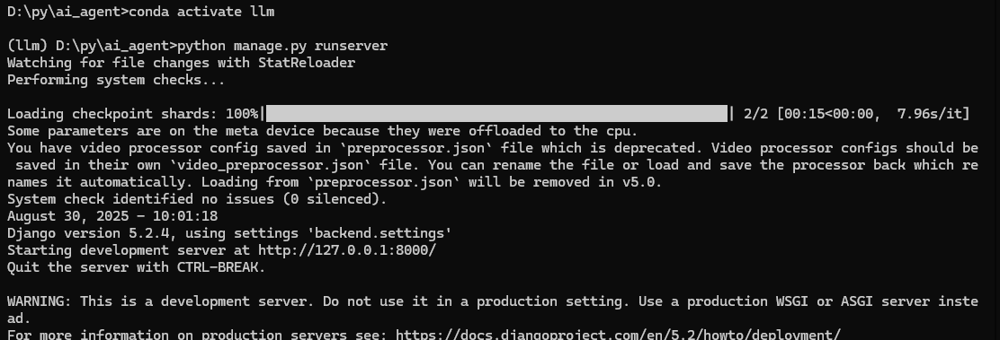 D:\py\ai_agent>conda activate llm
(llm) D:\py\ai_agent>python manage.py runserver
Watching for file changes with StatReloader
Performing system checks...
Loading checkpoint shards: 100%|██████████| 2/2 [00:15<00:00,  7.96s/it]
Some parameters are on the meta device because they were offloaded to the cpu.
You have video processor config saved in `preprocessor.json` file which is deprecated. Video processor configs should be
 saved in their own `video_preprocessor.json` file. You can rename the file or load and save the processor back which re
names it automatically. Loading from `preprocessor.json` will be removed in v5.0.
System check identified no issues (0 silenced).
August 30, 2025 - 10:01:18
Django version 5.2.4, using settings 'backend.settings'
Starting development server at http://127.0.0.1:8000/
Quit the server with CTRL-BREAK.
WARNING: This is a development server. Do not use it in a production setting. Use a production WSGI or ASGI server inste
ad.
For more information on production servers see: https://docs.djangoproject.com/en/5.2/howto/deployment/